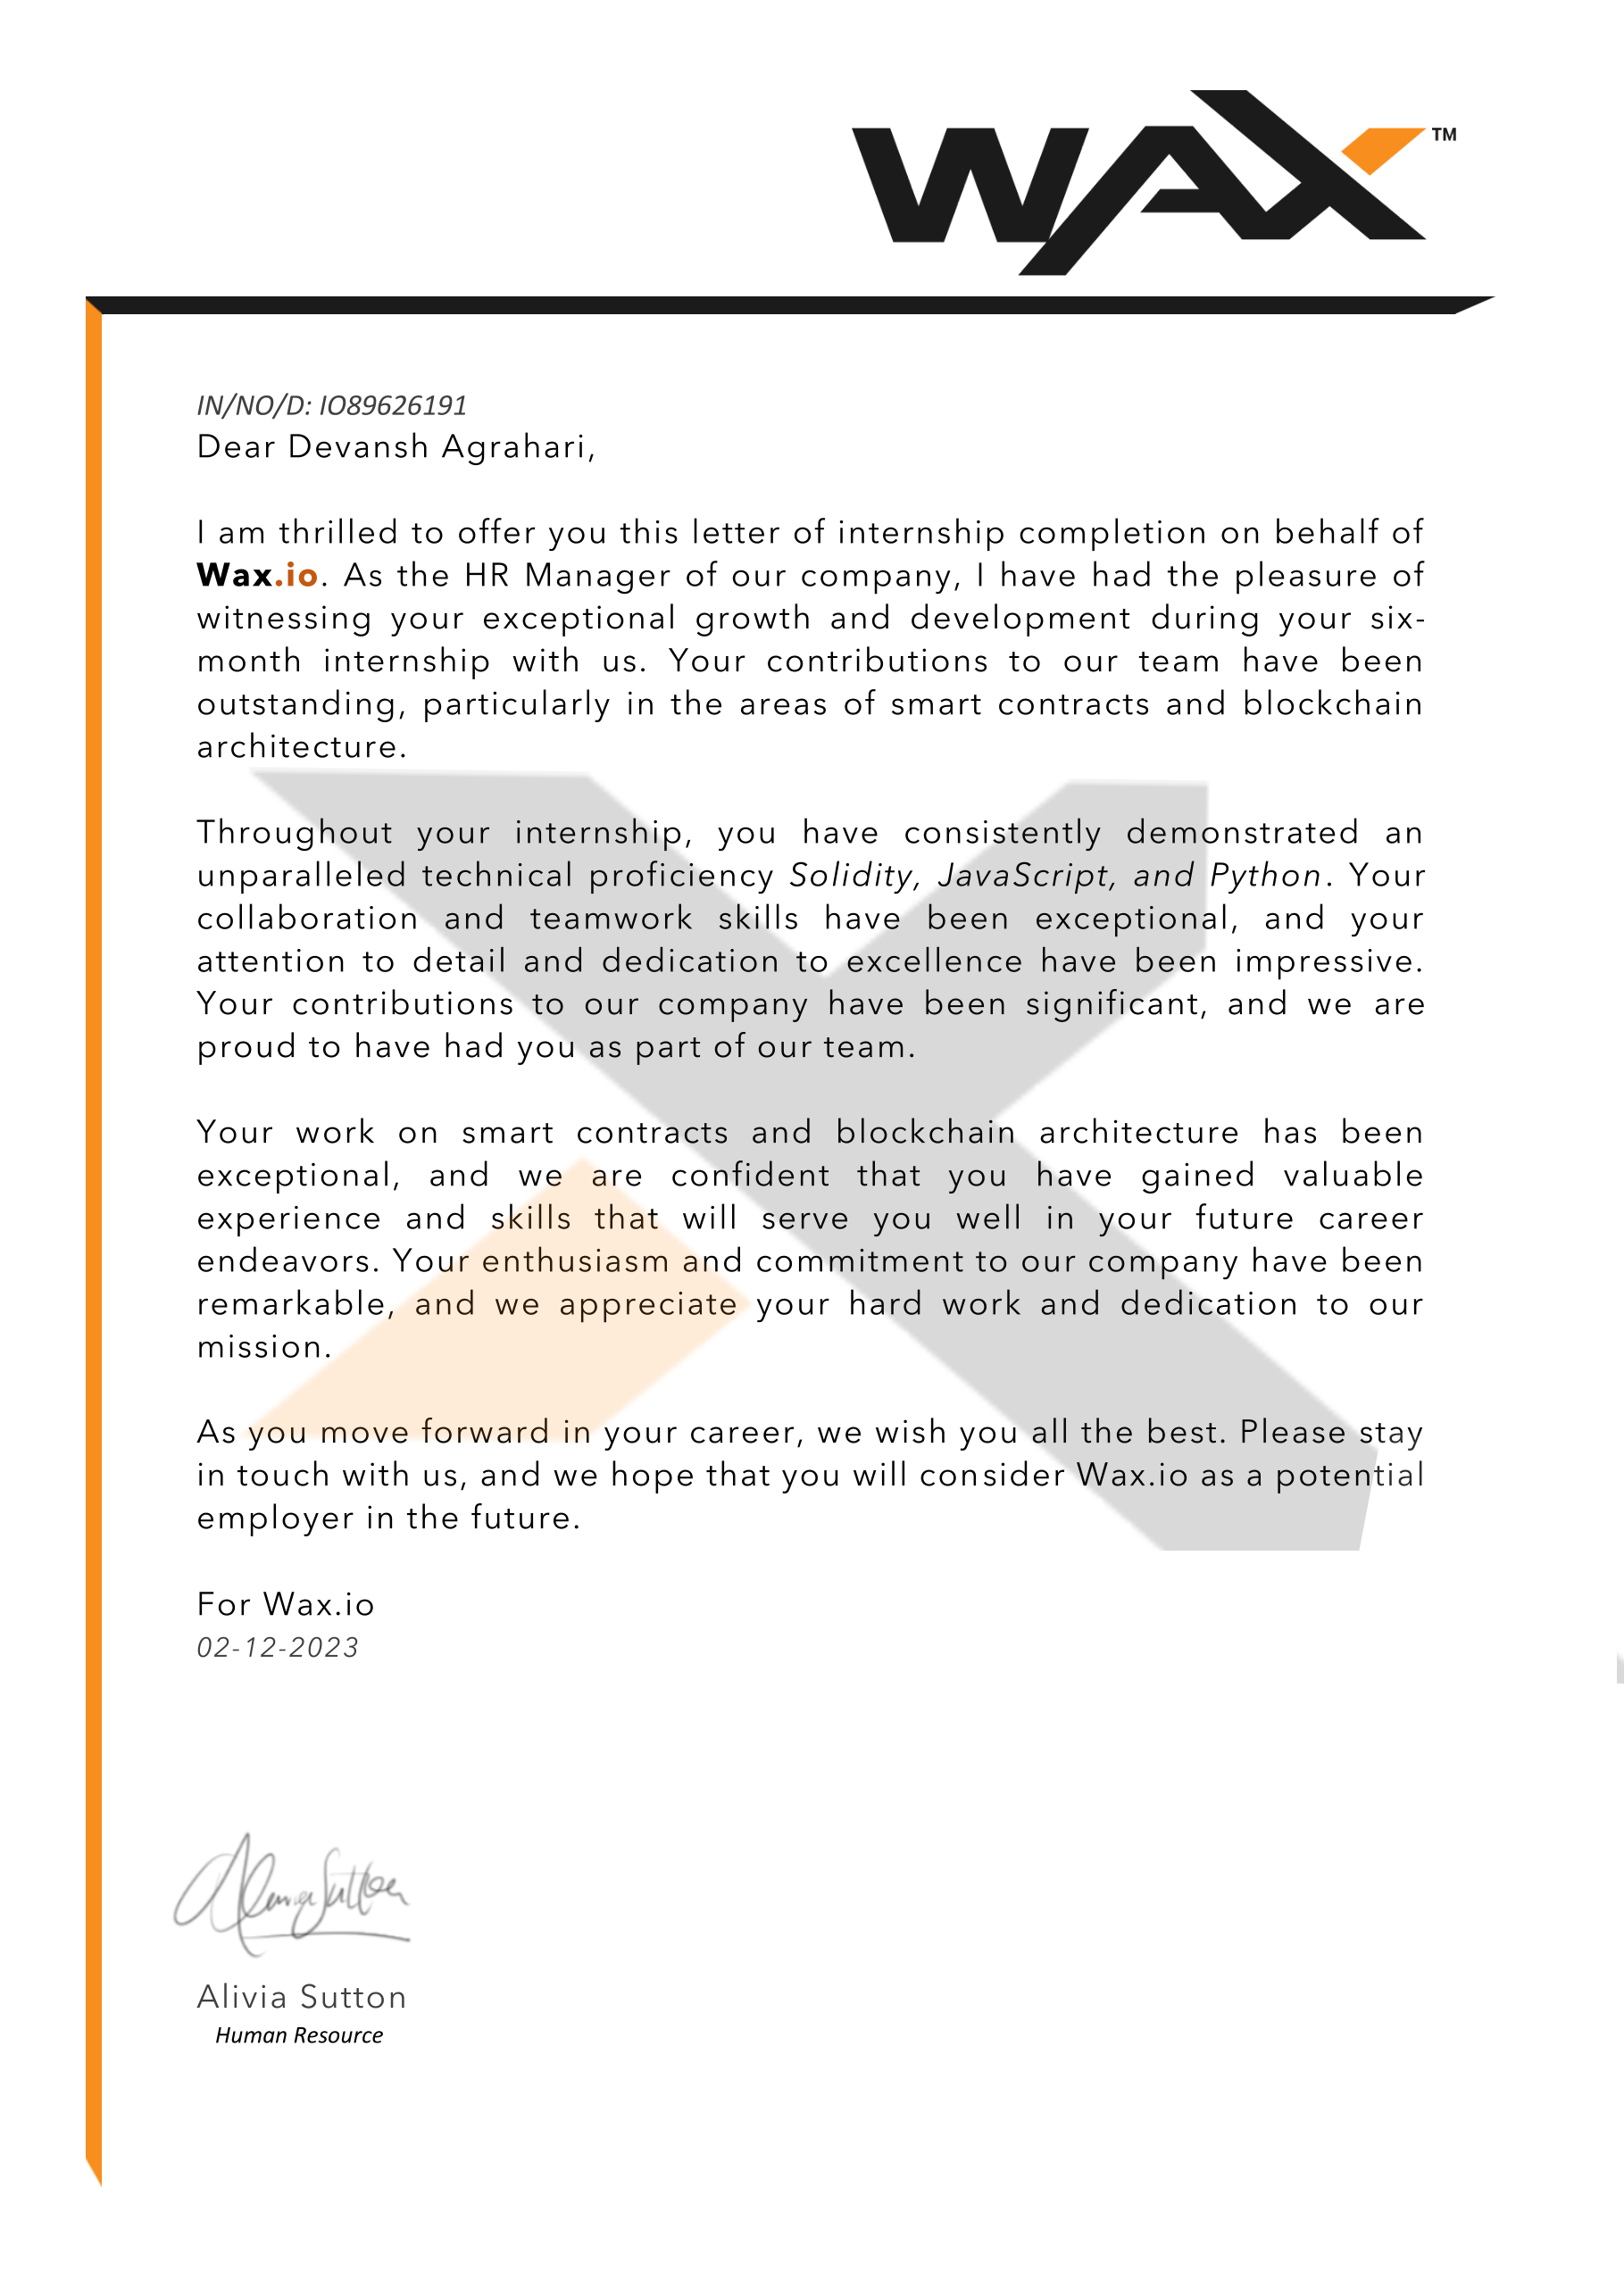 WAX™
IN/NO/D: IO89626191
Dear Devansh Agrahari,
I am thrilled to offer you this letter of internship completion on behalf of
Wax.io. As the HR Manager of our company, I have had the pleasure of
witnessing your exceptional growth and development during your six-
month internship with us. Your contributions to our team have been
outstanding, particularly in the areas of smart contracts and blockchain
architecture.
Throughout your internship, you have consistently demonstrated an
unparalleled technical proficiency Solidity, JavaScript, and Python. Your
collaboration and teamwork skills have been exceptional, and your
attention to detail and dedication to excellence have been impressive.
Your contributions to our company have been significant, and we are
proud to have had you as part of our team.
Your work on smart contracts and blockchain architecture has been
exceptional, and we are confident that you have gained valuable
experience and skills that will serve you well in your future career
endeavors. Your enthusiasm and commitment to our company have been
remarkable, and we appreciate your hard work and dedication to our
mission.
As you move forward in your career, we wish you all the best. Please stay
in touch with us, and we hope that you will consider Wax.io as a potential
employer in the future.
For Wax.io
02-12-2023
Alivia Sutton
Alivia Sutton
Human Resource